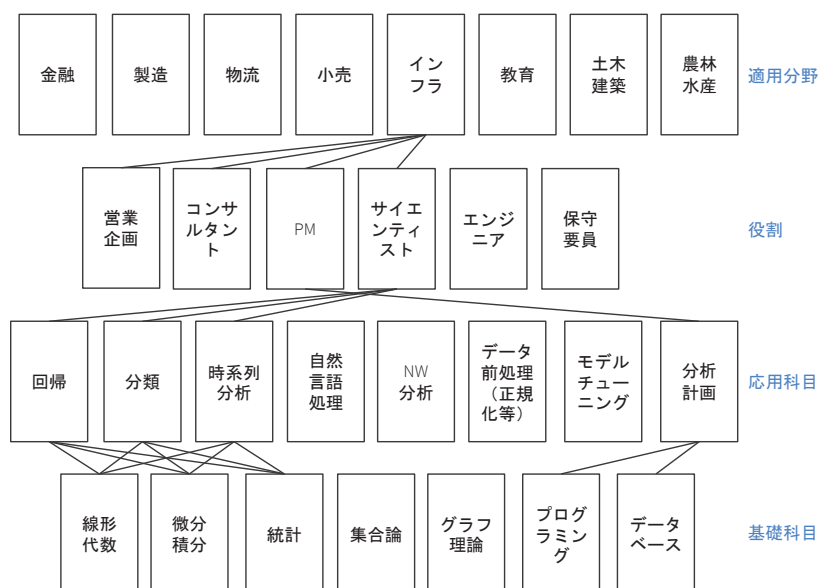 金融
製造
物流
小売
イン
フラ
教育
土木
建築
農林
水産
適用分野
営業
企画
コンサ
ルタン
ト
PM
サイエ
ンティ
スト
エンジ
ニア
保守
要員
役割
回帰
分類
時系列
分析
自然
言語
処理
NW
分析
データ
前処理
（正規
化等）
モデル
チュー
ニング
分析
計画
応用科目
線形
代数
微分
積分
統計
集合論
グラフ
理論
プログ
ラミン
グ
データ
ベース
基礎科目